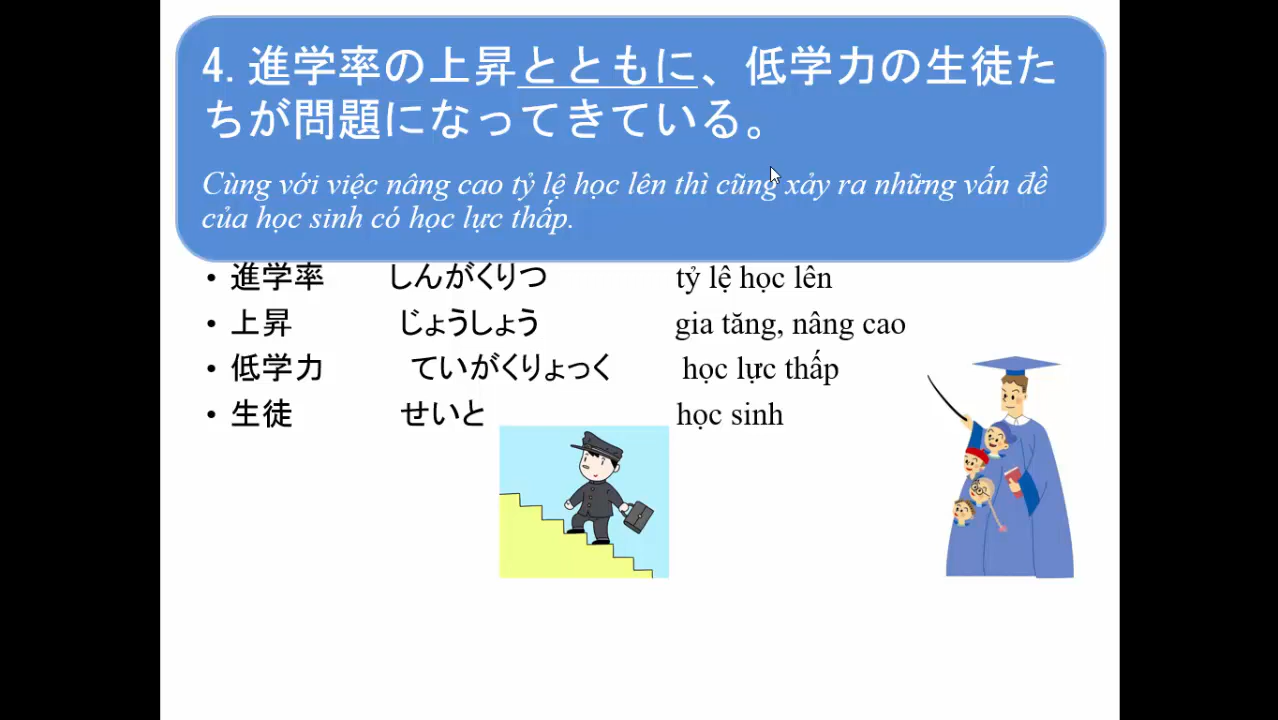 4. 進学率の上昇とともに、低学力の生徒た
ちが問題になってきている。
Cùng với việc nâng cao tỷ lệ học lên thì cũng xảy ra những vấn đề
của học sinh có học lực thấp.
• 進学率 しんがくりつ tỷ lệ học lên
• 上昇 じょうしょう gia tăng, nâng cao
• 低学力 ていがくりょっく học lực thấp
• 生徒 せいと học sinh